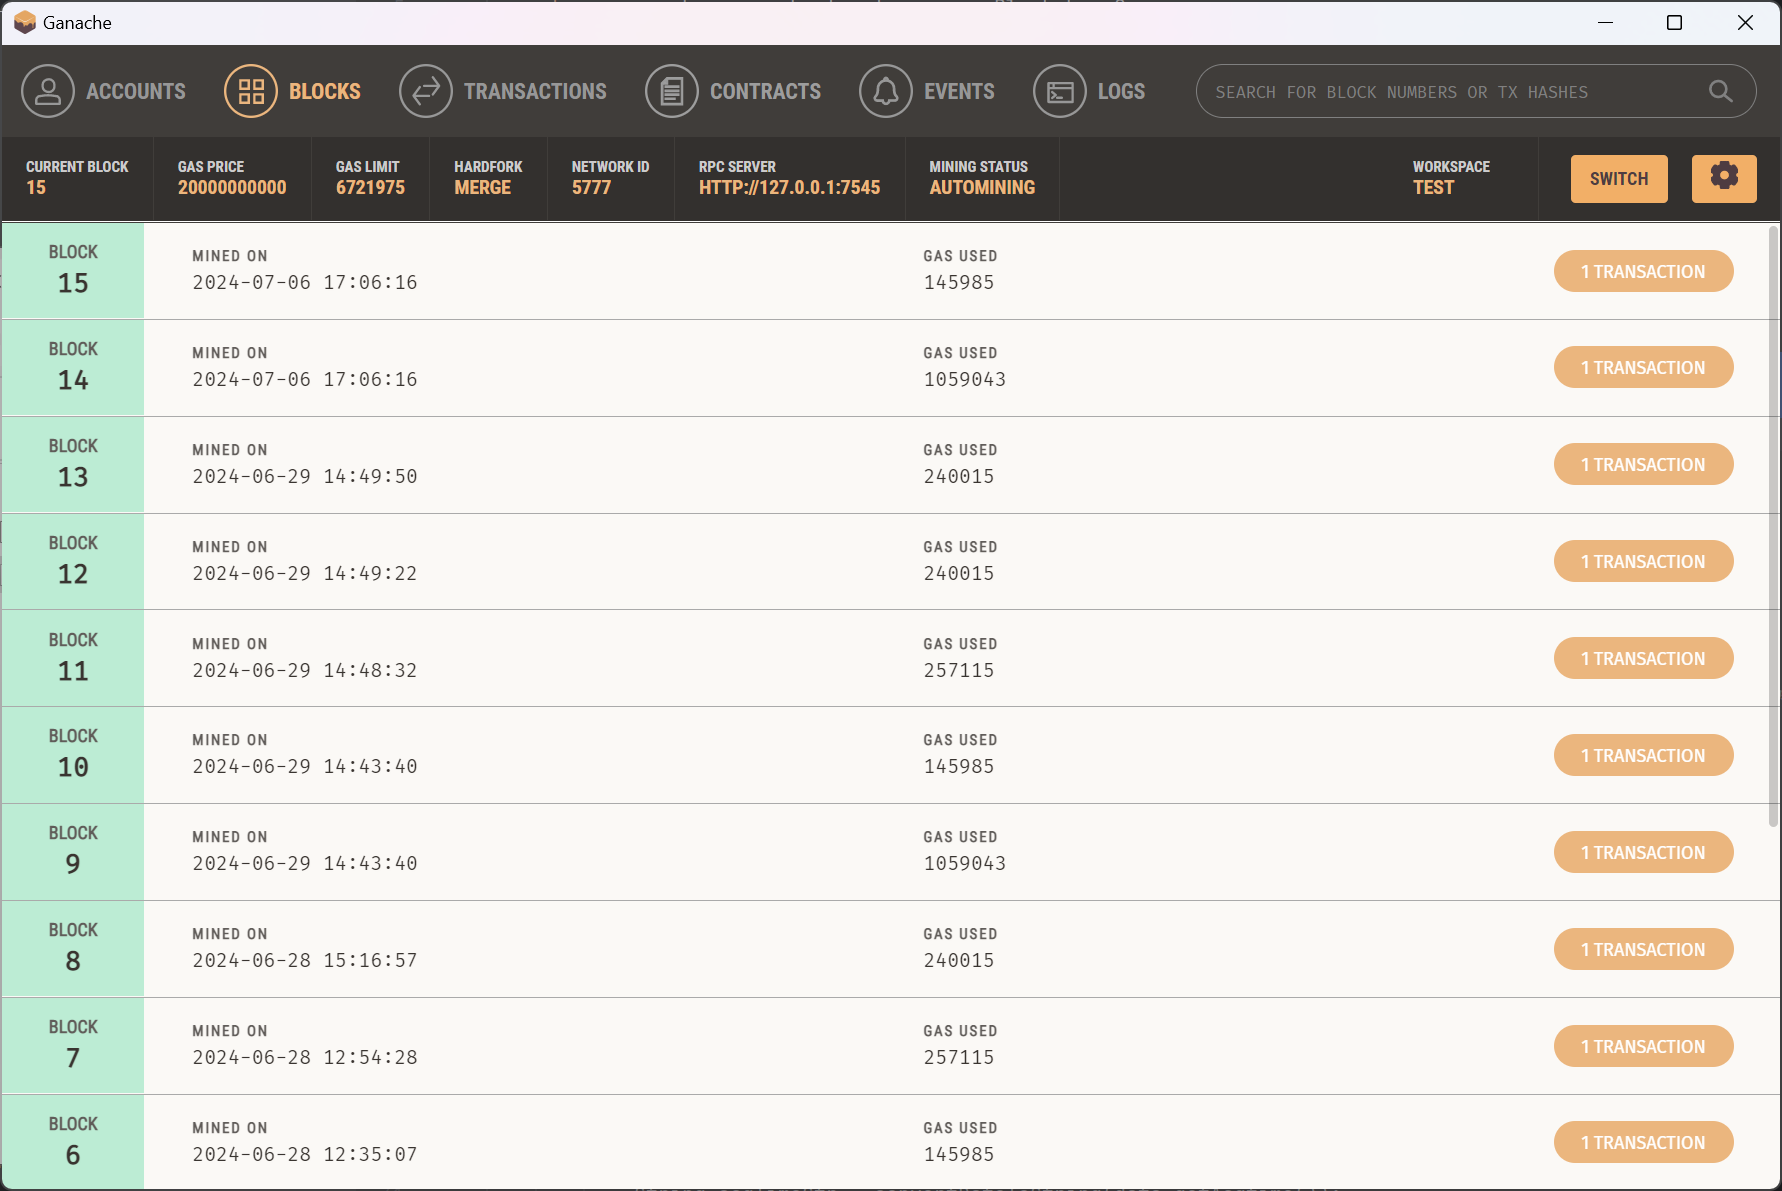 Ganache
ACCOUNTS BLOCKS TRANSACTIONS CONTRACTS EVENTS LOGS SEARCH FOR BLOCK NUMBERS OR TX HASHES
CURRENT BLOCK GAS PRICE GAS LIMIT HARDFORK NETWORK ID RPC SERVER MINING STATUS WORKSPACE
15 20000000000 6721975 MERGE 5777 HTTP://127.0.0.1:7545 AUTOMINING TEST SWITCH
BLOCK MINED ON GAS USED
15 2024-07-06 17:06:16 145985 1 TRANSACTION
BLOCK MINED ON GAS USED
14 2024-07-06 17:06:16 1059043 1 TRANSACTION
BLOCK MINED ON GAS USED
13 2024-06-29 14:49:50 240015 1 TRANSACTION
BLOCK MINED ON GAS USED
12 2024-06-29 14:49:22 240015 1 TRANSACTION
BLOCK MINED ON GAS USED
11 2024-06-29 14:48:32 257115 1 TRANSACTION
BLOCK MINED ON GAS USED
10 2024-06-29 14:43:40 145985 1 TRANSACTION
BLOCK MINED ON GAS USED
9 2024-06-29 14:43:40 1059043 1 TRANSACTION
BLOCK MINED ON GAS USED
8 2024-06-28 15:16:57 240015 1 TRANSACTION
BLOCK MINED ON GAS USED
7 2024-06-28 12:54:28 257115 1 TRANSACTION
BLOCK MINED ON GAS USED
6 2024-06-28 12:35:07 145985 1 TRANSACTION